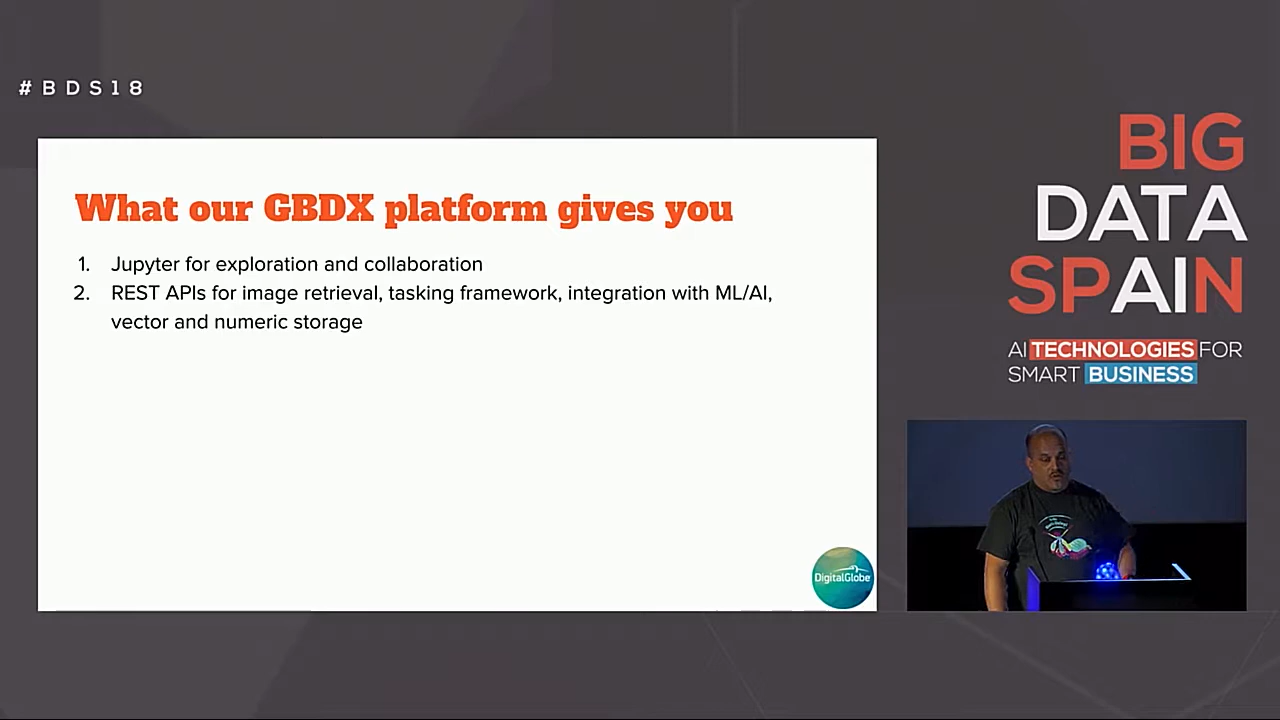 #BDS18
What our GBDX platform gives you
1. Jupyter for exploration and collaboration
2. REST APIs for image retrieval, tasking framework, integration with ML/AI,
vector and numeric storage
DigitalGlobe
BIG
DATA
SPAIN
AI TECHNOLOGIES FOR
SMART BUSINESS